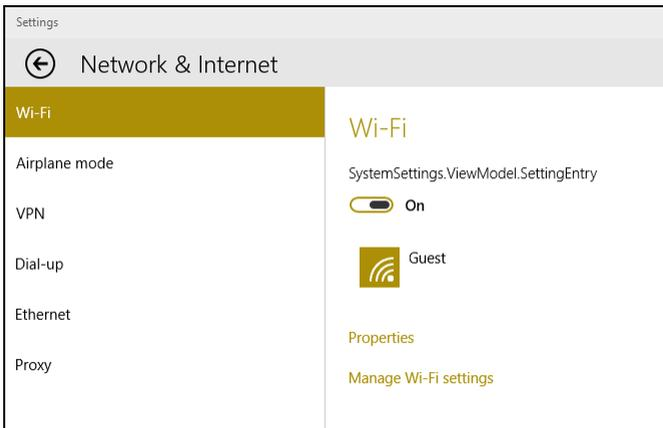 Settings
Network & Internet
Wi-Fi
Airplane mode
VPN
Dial-up
Ethernet
Proxy
Wi-Fi
SystemSettings.ViewModel.SettingEntry
On
Guest
Properties
Manage Wi-Fi settings